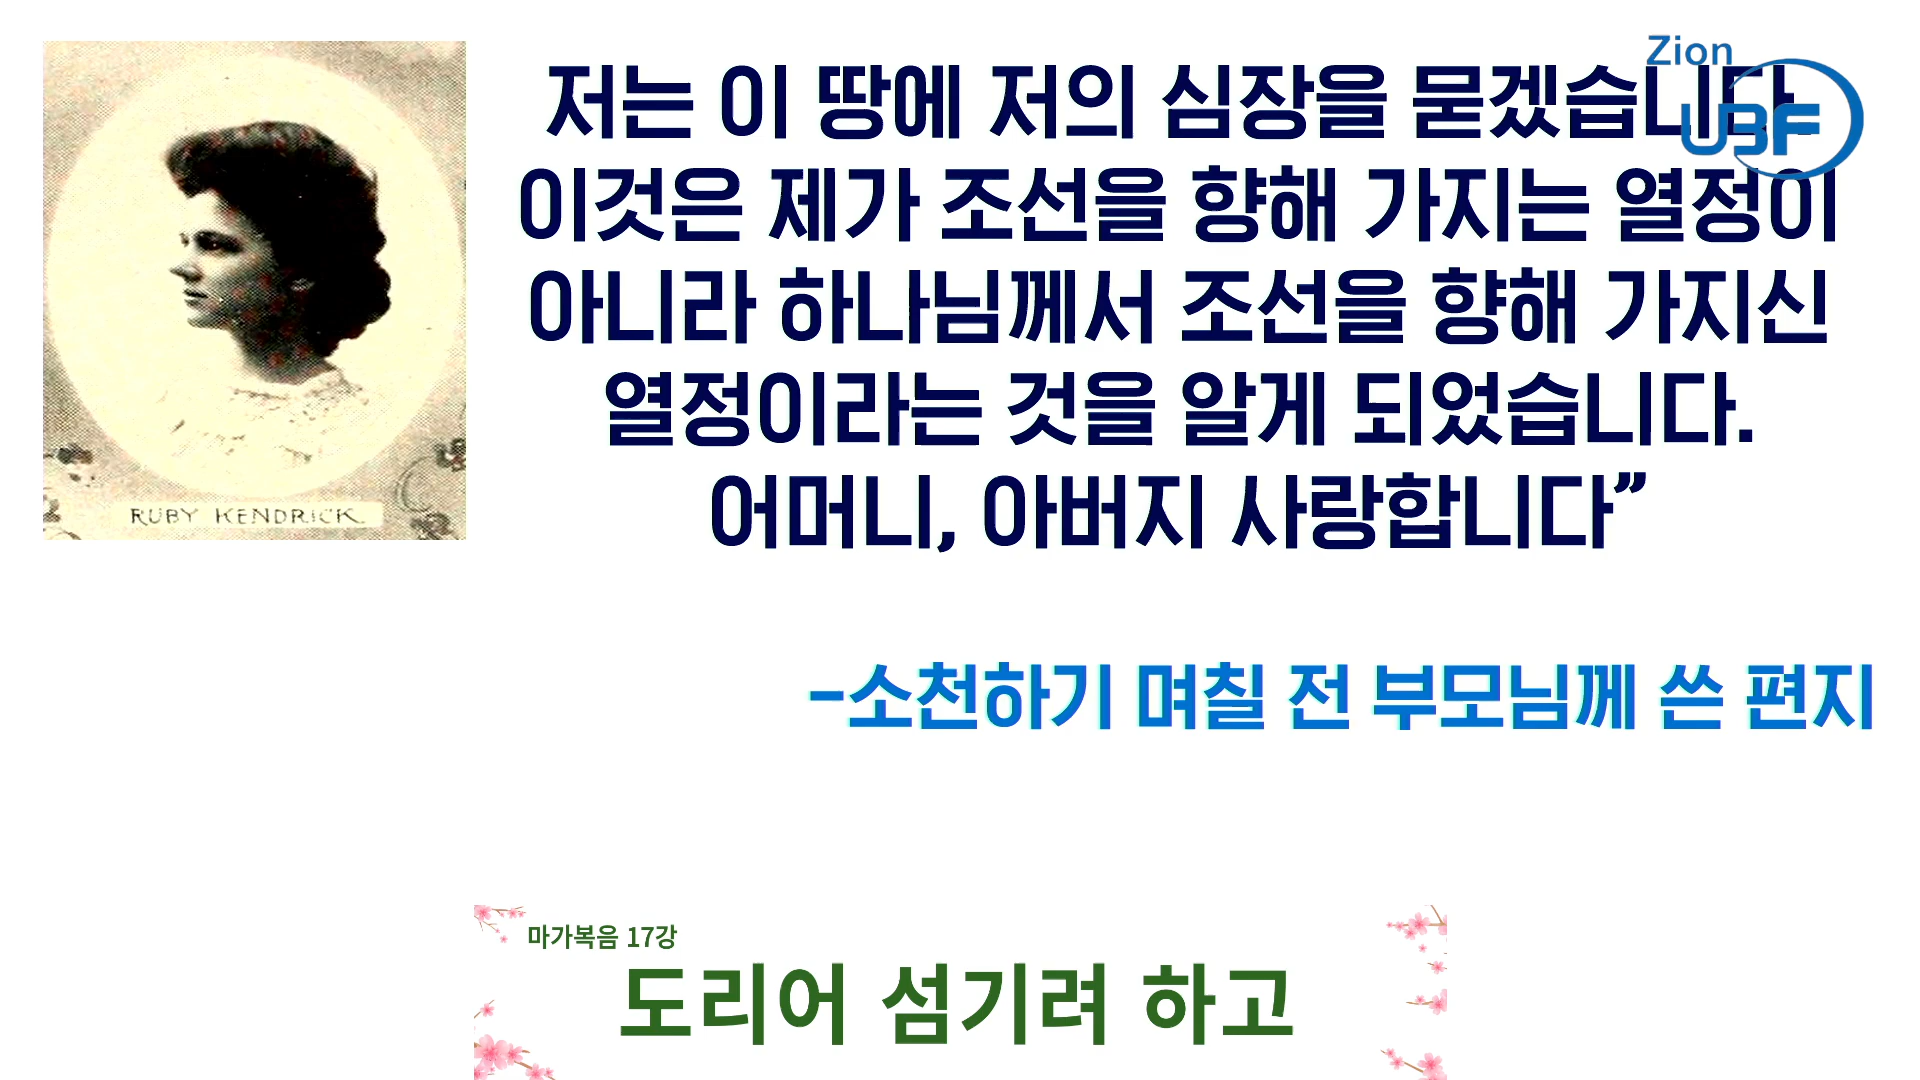 Zion
UBF
저는 이 땅에 저의 심장을 묻겠습니다.
이것은 제가 조선을 향해 가지는 열정이
아니라 하나님께서 조선을 향해 가지신
열정이라는 것을 알게 되었습니다.
어머니, 아버지 사랑합니다”
RUBY KENDRICK
-소천하기 며칠 전 부모님께 쓴 편지
마가복음 17강
도리어 섬기려 하고